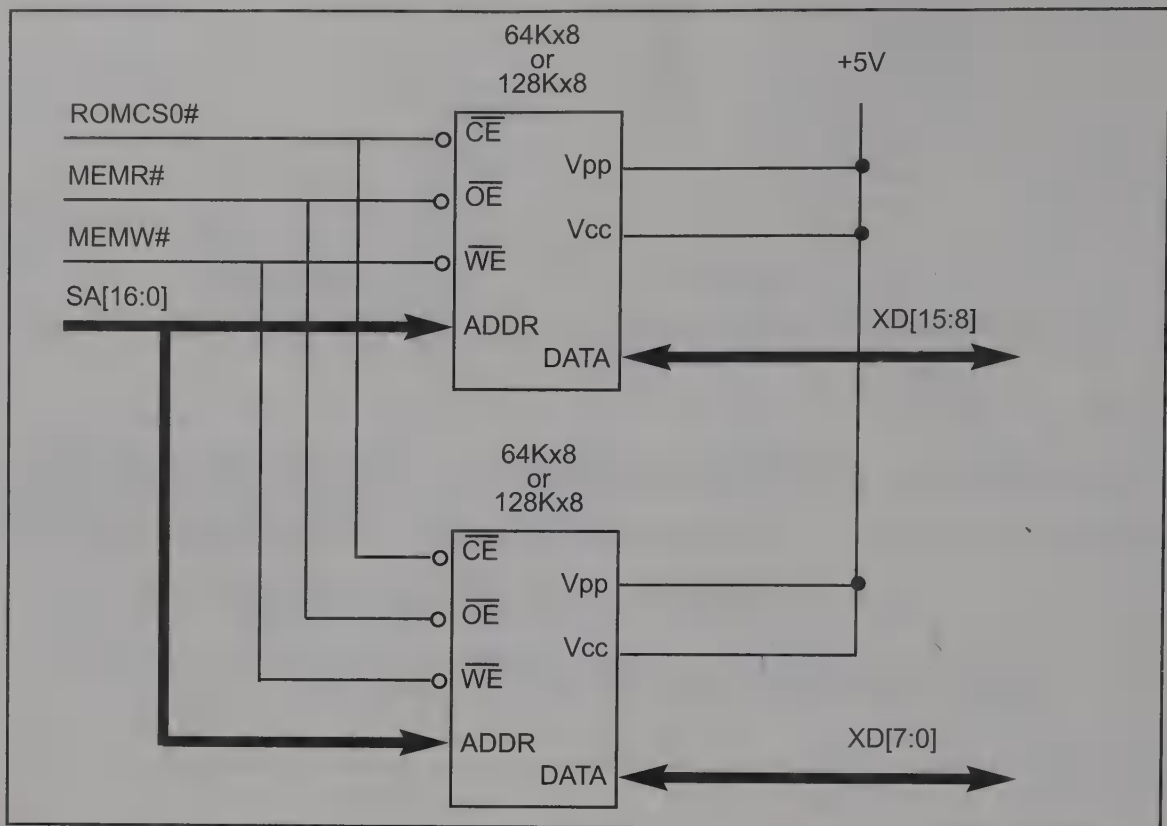 64Kx8
or
128Kx8
+5V
ROMCS0#
CE
Vpp
MEMR#
OE
Vcc
MEMW#
WE
SA[16:0]
ADDR
XD[15:8]
DATA
64Kx8
or
128Kx8
CE
Vpp
OE
Vcc
WE
ADDR
XD[7:0]
DATA